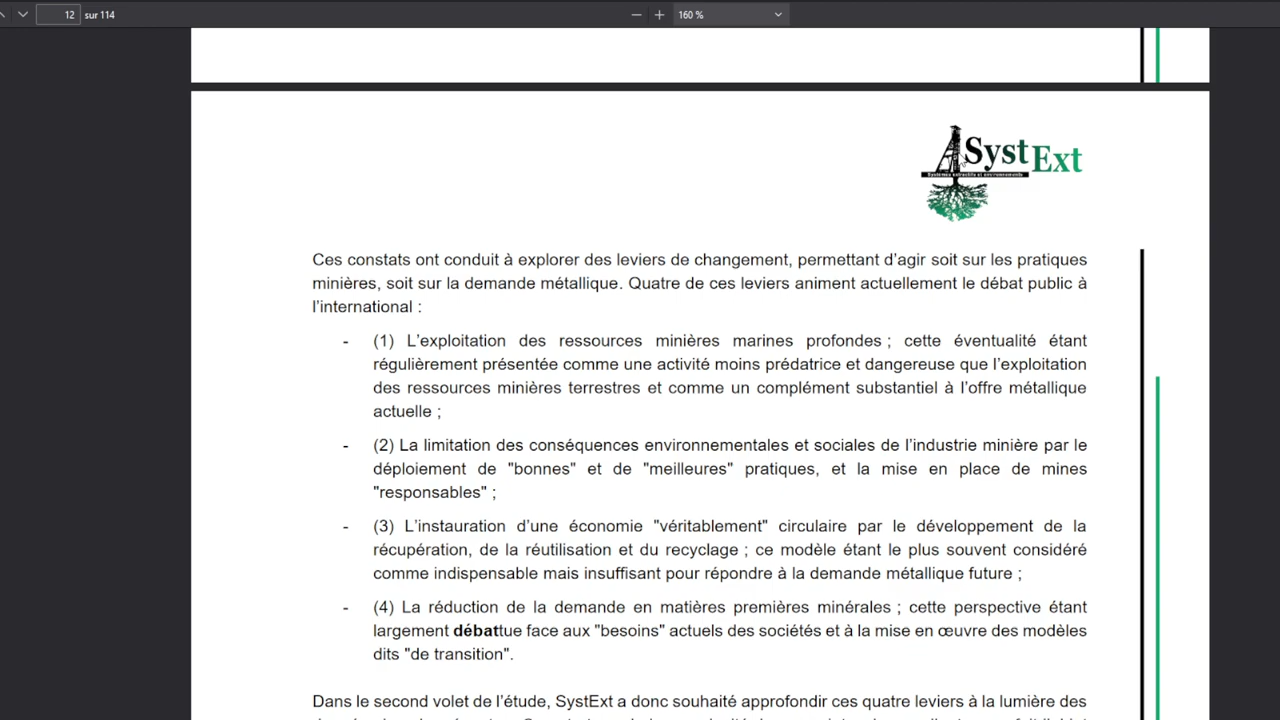 12 sur 114 160 %
SystExt
Systèmes extractifs et environnements
Ces constats ont conduit à explorer des leviers de changement, permettant d’agir soit sur les pratiques
minières, soit sur la demande métallique. Quatre de ces leviers animent actuellement le débat public à
l’international :
- (1) L’exploitation des ressources minières marines profondes ; cette éventualité étant
régulièrement présentée comme une activité moins prédatrice et dangereuse que l’exploitation
des ressources minières terrestres et comme un complément substantiel à l’offre métallique
actuelle ;
- (2) La limitation des conséquences environnementales et sociales de l’industrie minière par le
déploiement de "bonnes" et de "meilleures" pratiques, et la mise en place de mines
"responsables" ;
- (3) L’instauration d’une économie "véritablement" circulaire par le développement de la
récupération, de la réutilisation et du recyclage ; ce modèle étant le plus souvent considéré
comme indispensable mais insuffisant pour répondre à la demande métallique future ;
- (4) La réduction de la demande en matières premières minérales ; cette perspective étant
largement débattue face aux "besoins" actuels des sociétés et à la mise en œuvre des modèles
dits "de transition".
Dans le second volet de l’étude, SystExt a donc souhaité approfondir ces quatre leviers à la lumière des